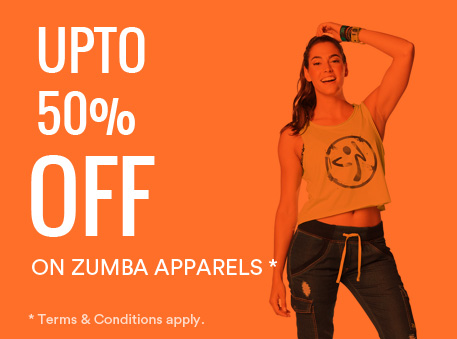 UPTO
50%
OFF
ON ZUMBA APPARELS *
* Terms & Conditions apply.